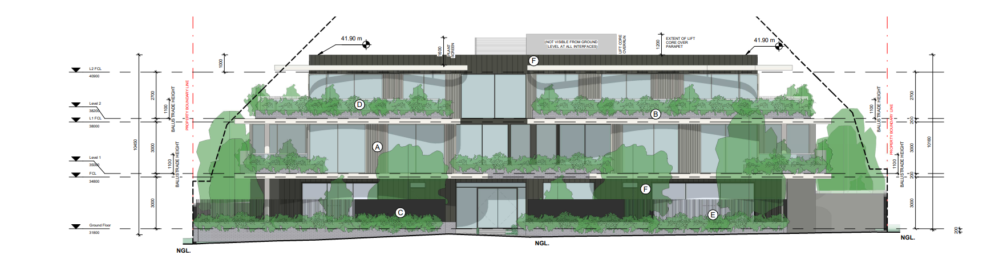 41.90 m
1600
PLANT
SCREEN
(NOT VISIBLE FROM GROUND
LEVEL AT ALL INTERFACES)
LIFT CORE
OVERRUN
1200
EXTENT OF LIFT
CORE OVER
PARAPET
41.90 m
1000
F
L2 FCL
40900
2700
1100
BALUSTRADE HEIGHT
PROPERTY BOUNDARY LINE
Level 2
38200
L1 FCL
38000
D
B
1100
BALUSTRADE HEIGHT
PROPERTY BOUNDARY LINE
2700
200
10450
3000
1100
BALUSTRADE HEIGHT
A
Level 1
35000
FCL
34800
1100
BALUSTRADE HEIGHT
3000
200
10160
F
3000
C
E
3000
Ground Floor
31800
200
NGL.
NGL.
NGL.